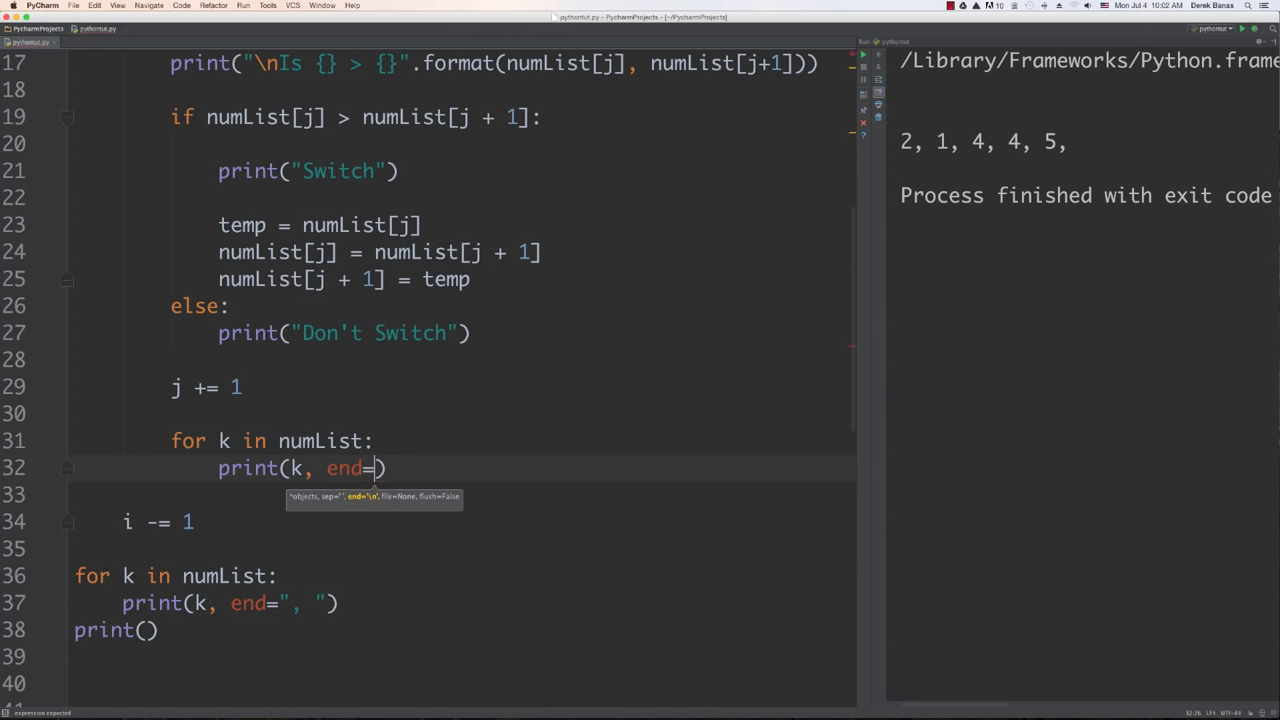 PyCharm File Edit View Navigate Code Refactor Run Tools VCS Window Help 10 Mon Jul 4 10:02 AM Derek Banas
pythontut.py - PycharmProjects - [~/PycharmProjects]
PycharmProjects pythontut.py pythontut
pythontut.py Run: pythontut
17 print("\nIs {} > {}".format(numList[j], numList[j+1]))
18
19 if numList[j] > numList[j + 1]:
20
21 print("Switch")
22
23 temp = numList[j]
24 numList[j] = numList[j + 1]
25 numList[j + 1] = temp
26 else:
27 print("Don't Switch")
28
29 j += 1
30
31 for k in numList:
32 print(k, end=)
*objects, sep=' ', end='\n', file=None, flush=False
33
34 i -= 1
35
36 for k in numList:
37 print(k, end=", ")
38 print()
39
40
/Library/Frameworks/Python.frame
2, 1, 4, 4, 5,
Process finished with exit code
expression expected 32:26 LF‡ UTF-8‡